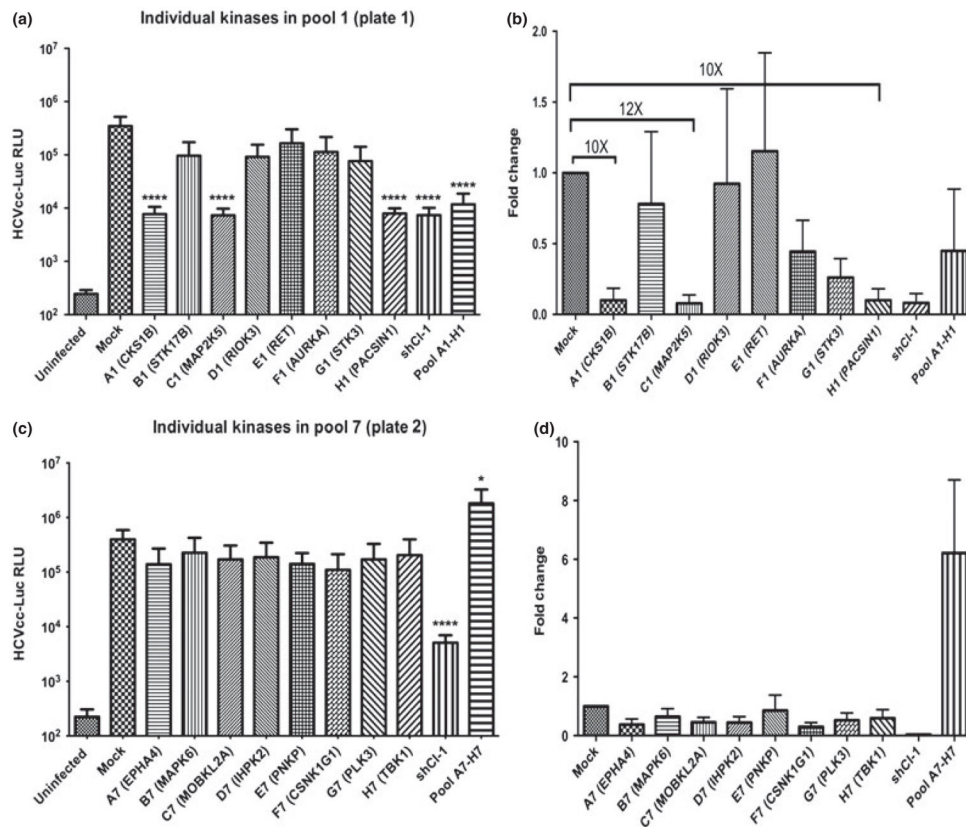 (a)
Individual kinases in pool 1 (plate 1)
HCVcc-Luc RLU
10^7
10^6
10^5
10^4
10^3
10^2
****
****
****
****
****
Uninfected
Mock
A1 (CKS1B)
B1 (STK17B)
C1 (MAP2K5)
D1 (RIOK3)
E1 (RET)
F1 (AURKA)
G1 (STK3)
H1 (PACSIN1)
shCI-1
Pool A1-H1
(b)
Fold change
2.0
1.5
1.0
0.5
0.0
10X
12X
10X
Mock
A1 (CKS1B)
B1 (STK17B)
C1 (MAP2K5)
D1 (RIOK3)
E1 (RET)
F1 (AURKA)
G1 (STK3)
H1 (PACSIN1)
shCI-1
Pool A1-H1
(c)
Individual kinases in pool 7 (plate 2)
HCVcc-Luc RLU
10^7
10^6
10^5
10^4
10^3
10^2
****
*
Uninfected
Mock
A7 (EPHA4)
B7 (MAPK6)
C7 (MOBKL2A)
D7 (IHPK2)
E7 (PNKP)
F7 (CSNK1G1)
G7 (PLK3)
H7 (TBK1)
shCI-1
Pool A7-H7
(d)
Fold change
10
8
6
4
2
0
Mock
A7 (EPHA4)
B7 (MAPK6)
C7 (MOBKL2A)
D7 (IHPK2)
E7 (PNKP)
F7 (CSNK1G1)
G7 (PLK3)
H7 (TBK1)
shCI-1
Pool A7-H7